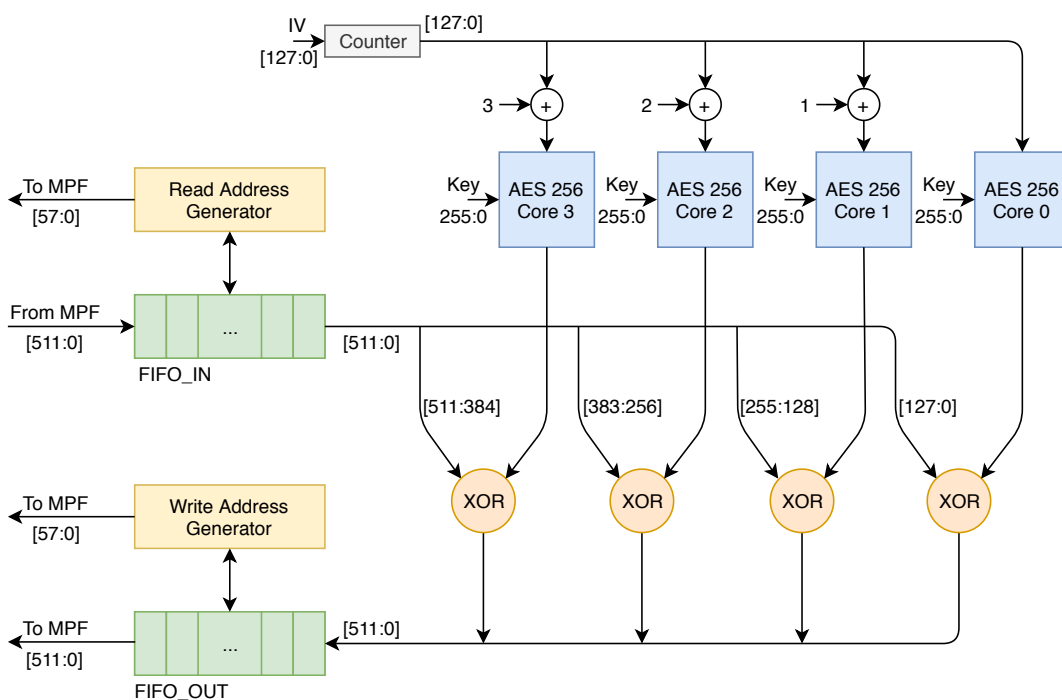 IV
[127:0]
Counter
[127:0]
3
+
2
+
1
+
To MPF
[57:0]
Read Address
Generator
Key
255:0
AES 256
Core 3
Key
255:0
AES 256
Core 2
Key
255:0
AES 256
Core 1
Key
255:0
AES 256
Core 0
From MPF
[511:0]
...
FIFO_IN
[511:0]
[511:384]
[383:256]
[255:128]
[127:0]
XOR
XOR
XOR
XOR
To MPF
[57:0]
Write Address
Generator
To MPF
[511:0]
...
FIFO_OUT
[511:0]